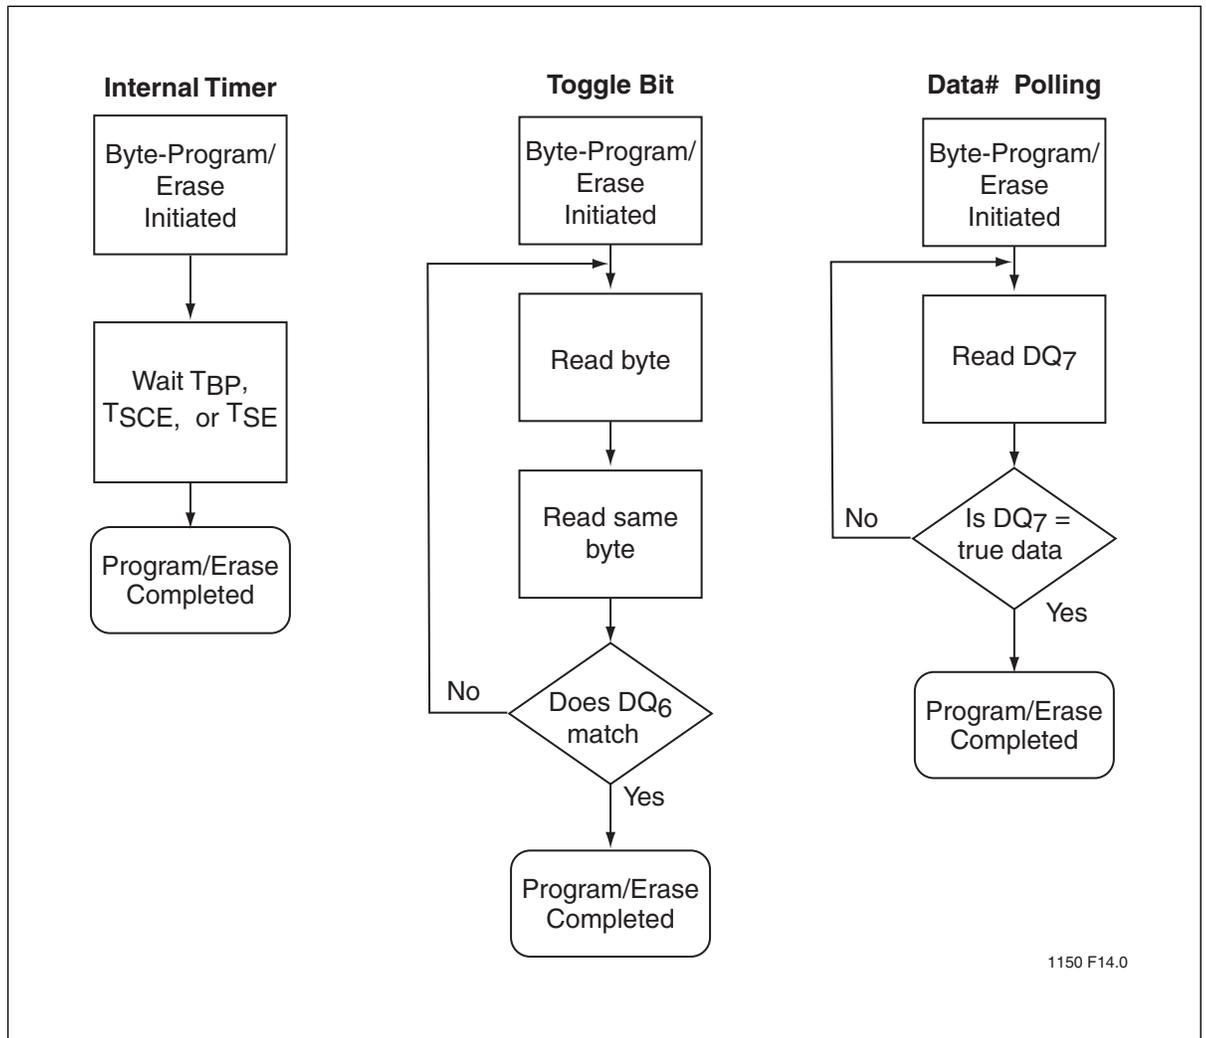 Internal Timer
Byte-Program/
Erase
Initiated
Wait TBP,
TSCE, or TSE
Program/Erase
Completed
Toggle Bit
Byte-Program/
Erase
Initiated
Read byte
Read same
byte
No
Does DQ6
match
Yes
Program/Erase
Completed
Data# Polling
Byte-Program/
Erase
Initiated
Read DQ7
No
Is DQ7 =
true data
Yes
Program/Erase
Completed
1150 F14.0